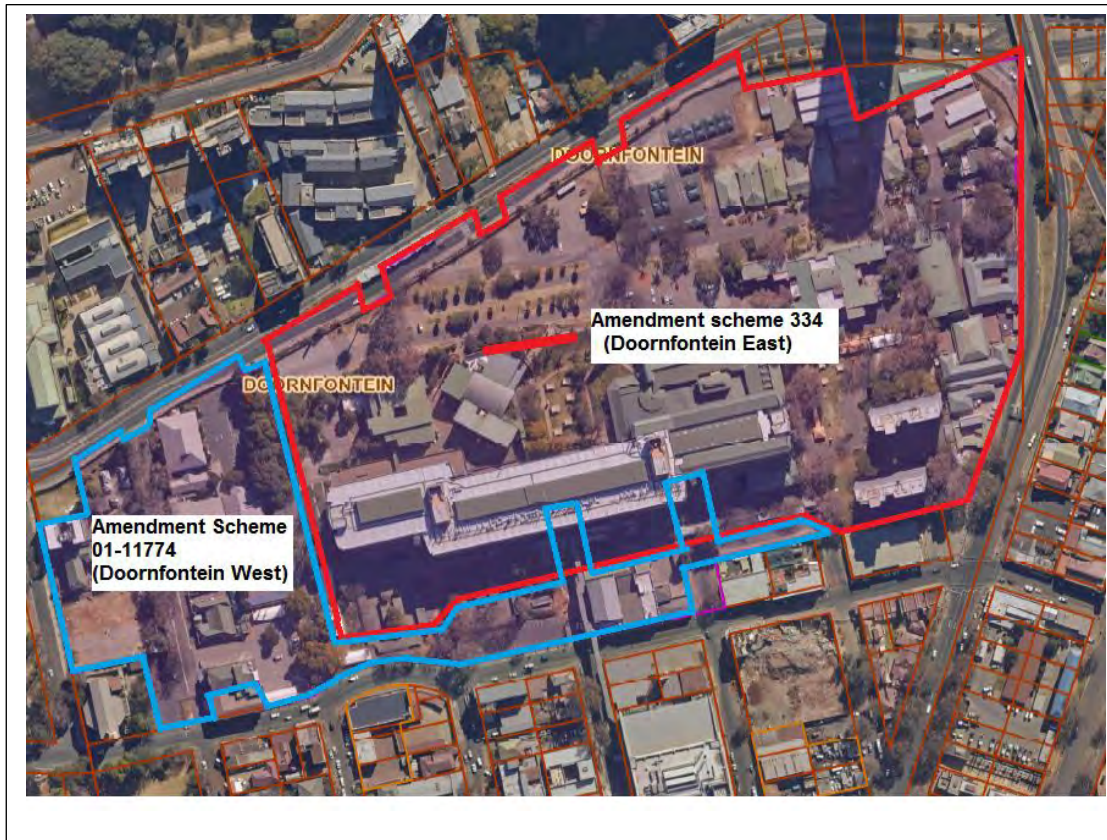 DOORNFONTEIN
Amendment scheme 334
(Doornfontein East)
DOORNFONTEIN
Amendment Scheme
01-11774
(Doornfontein West)